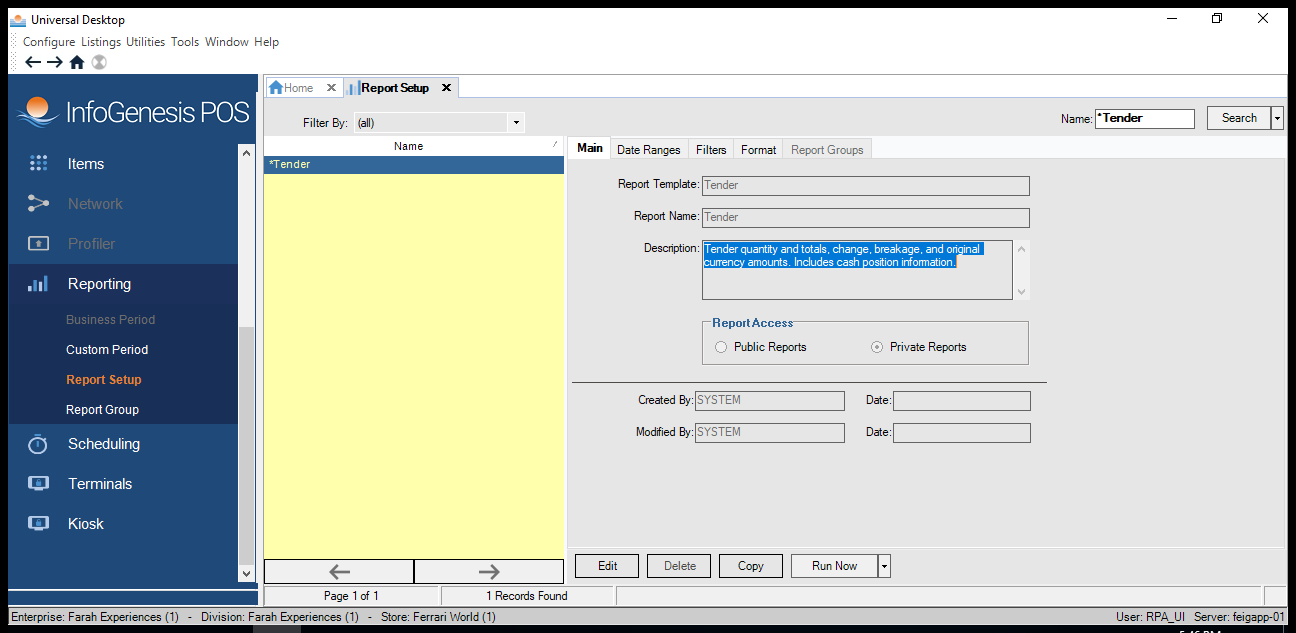 Universal Desktop
Configure Listings Utilities Tools Window Help
InfoGenesis POS
Items
Network
Profiler
Reporting
Business Period
Custom Period
Report Setup
Report Group
Scheduling
Terminals
Kiosk
Home
Report Setup
Filter By: (all)
Name: *Tender
Search
Name
*Tender
Main
Date Ranges
Filters
Format
Report Groups
Report Template: Tender
Report Name: Tender
Description: Tender quantity and totals, change, breakage, and original
currency amounts. Includes cash position information.
Report Access
Public Reports
Private Reports
Created By: SYSTEM
Date:
Modified By: SYSTEM
Date:
Edit
Delete
Copy
Run Now
Page 1 of 1
1 Records Found
Enterprise: Farah Experiences (1) - Division: Farah Experiences (1) - Store: Ferrari World (1)
User: RPA_UI Server: feigapp-01